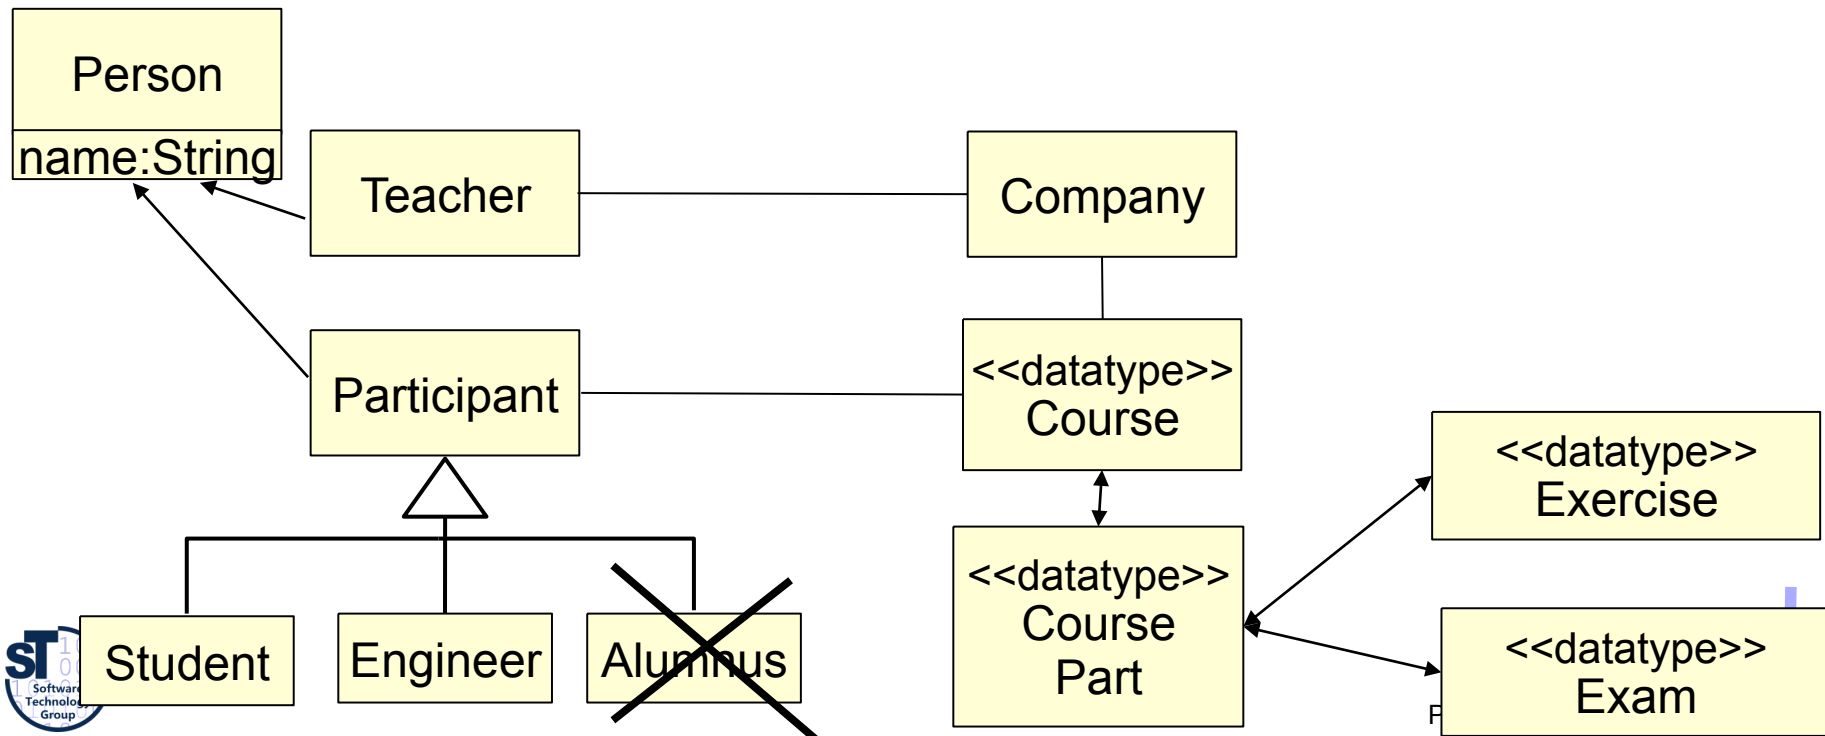 Person
name:String
Teacher
Company
Participant
<<datatype>>
Course
<<datatype>>
Exercise
<<datatype>>
Course
Part
<<datatype>>
Exam
Student
Engineer
Alumnus
ST
Software
Technology
Group